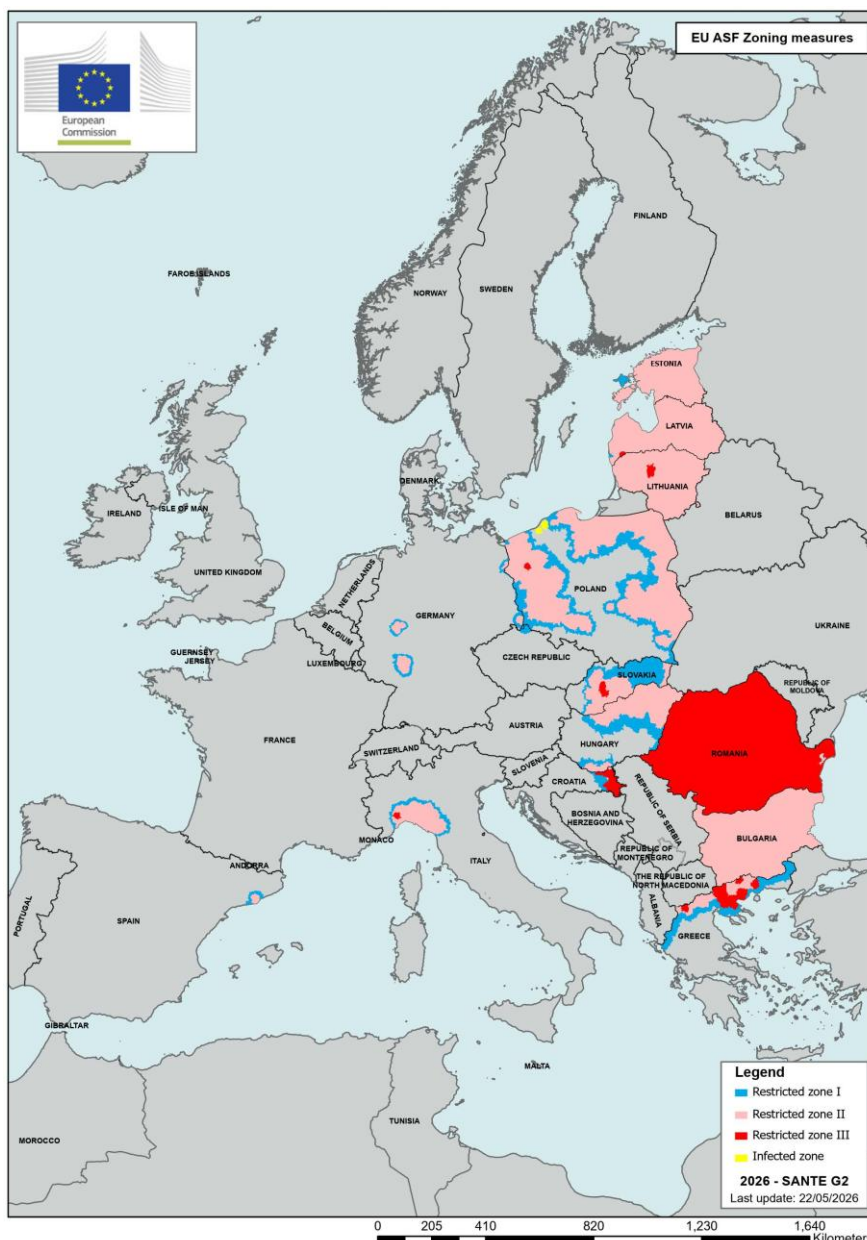 EU ASF Zoning measures
European
Commission
FINLAND
FAROE ISLANDS
NORWAY
SWEDEN
ESTONIA
LATVIA
DENMARK
LITHUANIA
IRELAND
ISLE OF MAN
BELARUS
UNITED KINGDOM
NETHERLANDS
GERMANY
POLAND
BELGIUM
UKRAINE
GUERNSEY
JERSEY
LUXEMBOURG
CZECH REPUBLIC
SLOVAKIA
REPUBLIC OF
MOLDOVA
AUSTRIA
FRANCE
SWITZERLAND
HUNGARY
ROMANIA
SLOVENIA
CROATIA
REPUBLIC OF SERBIA
BOSNIA AND
HERZEGOVINA
MONACO
ITALY
BULGARIA
REPUBLIC OF
MONTENEGRO
ANDORRA
THE REPUBLIC OF
NORTH MACEDONIA
ALBANIA
PORTUGAL
SPAIN
GREECE
GIBRALTAR
MALTA
TUNISIA
MOROCCO
Legend
Restricted zone I
Restricted zone II
Restricted zone III
Infected zone
2026 - SANTE G2
Last update: 22/05/2026
0 205 410 820 1,230 1,640
Kilometer